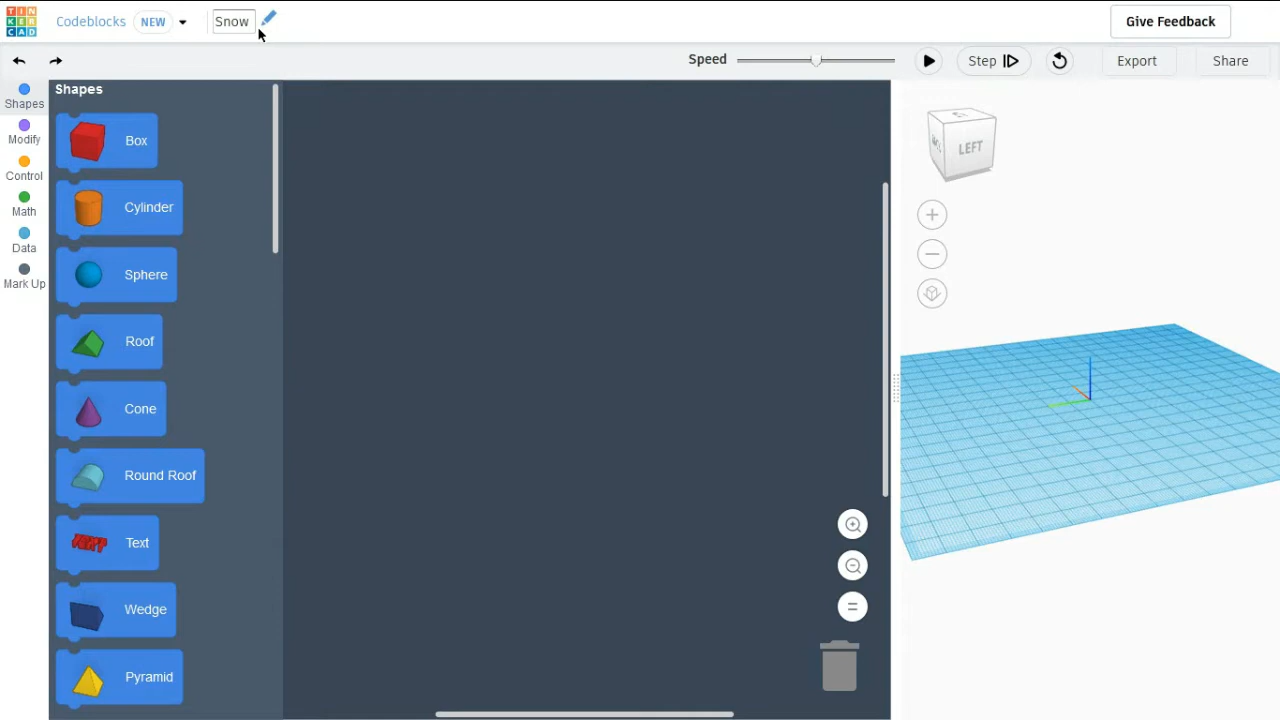 TIN
KER
CAD
Codeblocks
NEW
Snow
Give Feedback
Speed
Step
Export
Share
Shapes
Modify
Control
Math
Data
Mark Up
Shapes
Box
Cylinder
Sphere
Roof
Cone
Round Roof
Text
Wedge
Pyramid
LEFT